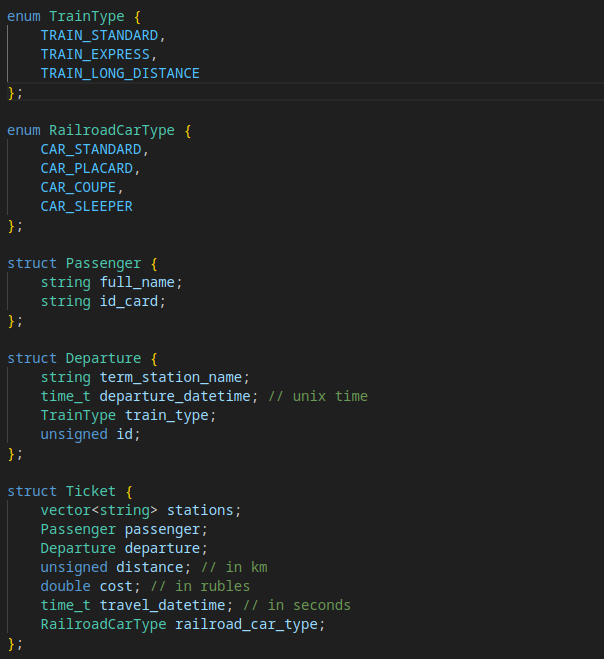 enum TrainType {
    TRAIN_STANDARD,
    TRAIN_EXPRESS,
    TRAIN_LONG_DISTANCE
};

enum RailroadCarType {
    CAR_STANDARD,
    CAR_PLACARD,
    CAR_COUPE,
    CAR_SLEEPER
};

struct Passenger {
    string full_name;
    string id_card;
};

struct Departure {
    string term_station_name;
    time_t departure_datetime; // unix time
    TrainType train_type;
    unsigned id;
};

struct Ticket {
    vector<string> stations;
    Passenger passenger;
    Departure departure;
    unsigned distance; // in km
    double cost; // in rubles
    time_t travel_datetime; // in seconds
    RailroadCarType railroad_car_type;
};